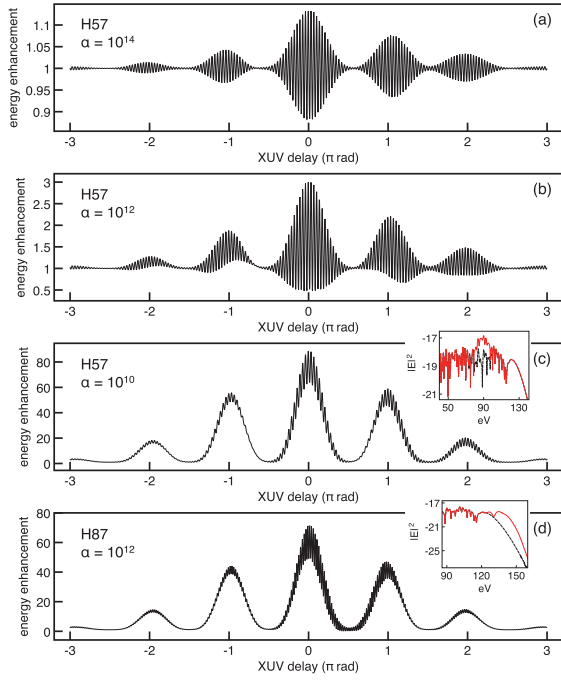 H57
α = 10¹⁴
(a)
energy enhancement
1.1
1.05
1
0.95
0.9
-3 -2 -1 0 1 2 3
XUV delay (π rad)
H57
α = 10¹²
(b)
energy enhancement
3
2.5
2
1.5
1
0.5
-3 -2 -1 0 1 2 3
XUV delay (π rad)
H57
α = 10¹⁰
(c)
energy enhancement
80
60
40
20
0
-3 -2 -1 0 1 2 3
XUV delay (π rad)
|E|²
-17
-19
-21
50 90 130
eV
H87
α = 10¹²
(d)
energy enhancement
80
60
40
20
0
-3 -2 -1 0 1 2 3
XUV delay (π rad)
|E|²
-17
-21
-25
90 120 150
eV